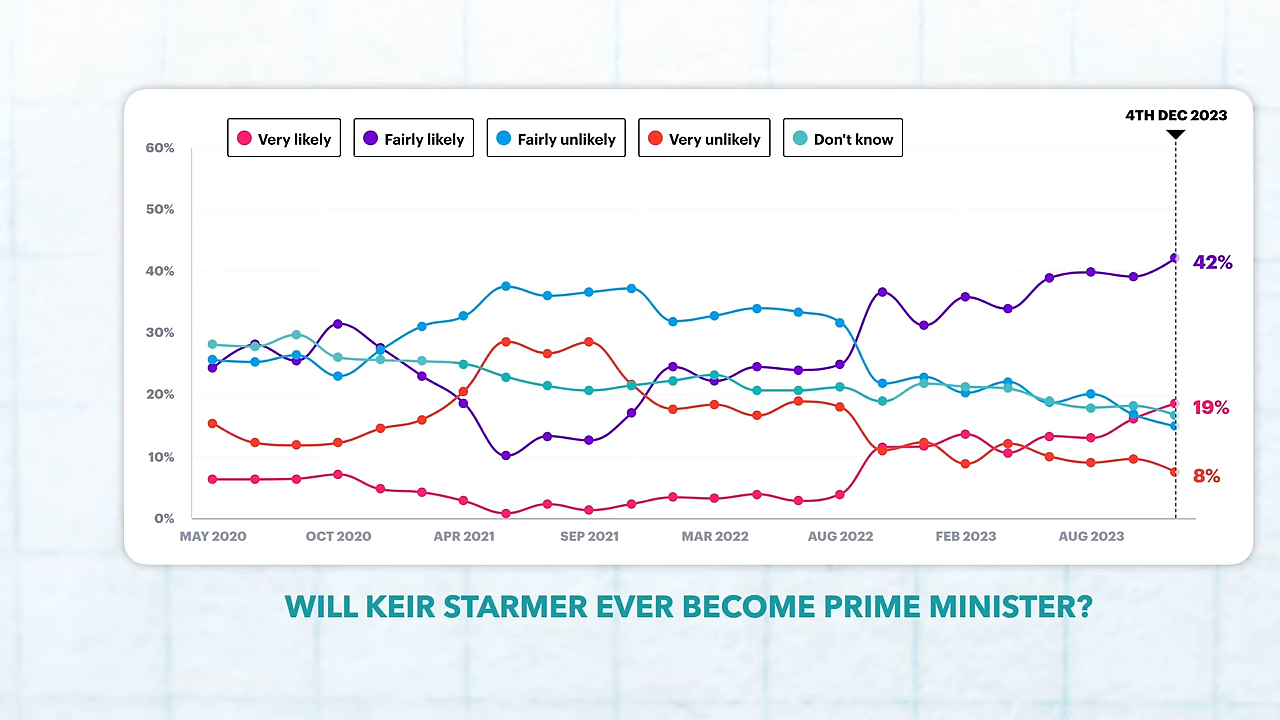 4TH DEC 2023
Very likely
Fairly likely
Fairly unlikely
Very unlikely
Don't know
60%
50%
40%
30%
20%
10%
0%
42%
19%
8%
MAY 2020
OCT 2020
APR 2021
SEP 2021
MAR 2022
AUG 2022
FEB 2023
AUG 2023
WILL KEIR STARMER EVER BECOME PRIME MINISTER?